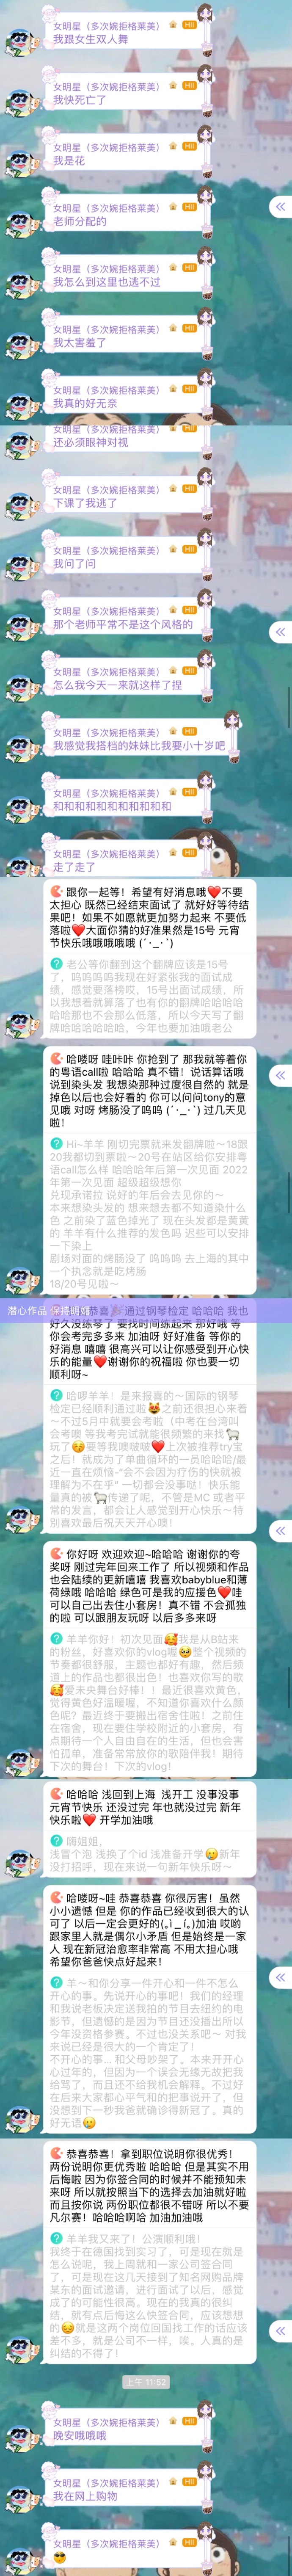 女明星（多次婉拒格莱美） HI!
我跟女生双人舞
女明星（多次婉拒格莱美） HI!
我快死亡了
女明星（多次婉拒格莱美） HI!
我是花
女明星（多次婉拒格莱美） HI!
老师分配的
女明星（多次婉拒格莱美） HI!
我怎么到这里也逃不过
女明星（多次婉拒格莱美） HI!
我太害羞了
女明星（多次婉拒格莱美） HI!
我真的好无奈
女明星（多次婉拒格莱美） HI!
还必须眼神对视
女明星（多次婉拒格莱美） HI!
下课了我逃了
女明星（多次婉拒格莱美） HI!
我问了问
女明星（多次婉拒格莱美） HI!
那个老师平常不是这个风格的
女明星（多次婉拒格莱美） HI!
怎么我今天一来就这样了捏
女明星（多次婉拒格莱美） HI!
我感觉我搭档的妹妹比我要小十岁吧
女明星（多次婉拒格莱美） HI!
和和和和和和和和和和和
女明星（多次婉拒格莱美） HI!
走了走了
跟你一起等！希望有好消息哦❤️不要
太担心 既然已经结束面试了 就好好等待结
果吧！如果不如愿就更加努力起来 不要低
落啦❤️大面你猜的好准果然是15号 元宵
节快乐哦哦哦哦哦 (´･_･`)
老公等你翻到这个翻牌应该是15号
了，呜呜呜呜我现在好紧张我的面试成
绩，感觉要落榜哎，15号出面试成绩，所
以我想着就算落了也有你的翻牌哈哈哈哈
哈哈那也不会那么低落，所以今天写了翻
牌哈哈哈哈哈哈，今年也要加油哦老公
哈喽呀 哇咔咔 你抢到了 那我就等着你
的粤语call啦 哈哈哈 真不错！说话算话哦
说到染头发 我想染那种过度很自然的 就是
掉色以后也会好看的 你可以问问tony的意
见哦 对呀 烤肠没了呜呜 (´･_･`) 过几天见
啦！
Hi~羊羊 刚切完票就来发翻牌啦～18跟
20我都切到票啦～20号在站区给你安排粤
语call怎么样 哈哈哈年后第一次见面 2022
年第一次见面 超级超级想你
兑现承诺拉 说好的年后会去见你的～
本来想染头发的 想来想去都不知道染什么
色 之前染了蓝色掉光了 现在头发都是黄黄
的 羊羊有什么推荐的发色吗 迟些可以安排
一下染上
剧场对面的烤肠没了 呜呜呜 去上海的其中
一个执念就是吃烤肠
18/20号见啦～
潜心作品 保持明媚
恭喜🎉通过钢琴检定 哈哈哈 我也
好久没练琴了 要找时间练起来 那好哦 等
你会考完多多来 加油呀 好好准备 等你的
好消息 嘻嘻 很高兴可以让你感受到开心快
乐的能量❤️谢谢你的祝福啦 你也要一切
顺利呀~
哈啰羊羊！是来报喜的～国际的钢琴
检定已经顺利通过啦😻之前还很担心来着
～不过5月中就要会考啦（中考在台湾叫
会考哦 等我考完试就能很频繁的来找🐑
玩了😚要等我噢啵啵❤️上次被推荐try宝
之后，就成为了单曲循环的一员哈哈哈/最
近一直在烦恼-“会不会因为疗伤的快就被
理解为不在乎” 一切都会没事哒！快乐能
量真的被🐑传递了呢，不管是MC 或者平
常的发言，都会让人感觉到开心快乐～特
别喜欢最后祝天天开心噢！
你好呀 欢迎欢迎~哈哈哈 谢谢你的夸
奖呀 刚过完年回来工作了 所以视频和作品
也会陆续的更新嘻嘻 我喜欢babyblue和薄
荷绿哦 哈哈哈 绿色可是我的应援色❤️哇
可以自己出去住小套房！真不错 不会孤独
的啦 可以跟朋友玩呀 以后多多来呀
羊羊你好！初次见面🥰我是从B站来
的粉丝，好喜欢你的vlog喔🥺整个视频的
节奏都很舒服，主题也都好有趣，然后频
道上的作品也都很出色！也喜欢你写的歌
🥰爱未央舞台好棒！！最近很喜欢黄色，
觉得黄色好温暖喔，不知道你喜欢什么颜
色呢？最近终于要搬出宿舍住啦！之前住
在宿舍，现在要住学校附近的小套房，有
点期待一个人自由自在的生活，但也会害
怕孤单，准备常常放你的歌陪伴我！期待
下次的舞台！下次的vlog！
哈哈哈 浅回到上海 浅开工 没事没事
元宵节快乐 还没过完 年也就没过完 新年
快乐啦❤️ 开学加油哦
嗨姐姐，
浅冒个泡 浅换了个id 浅准备开学🥲新年
没打招呼，现在来说一句新年快乐呀～
哈喽呀~哇 恭喜恭喜 你很厉害！虽然
小小遗憾 但是 你的作品已经收到很大的认
可了 以后一定会更好的(｡ì _ í｡)加油 哎哟
跟家里人就是偶尔小矛盾 但是始终是一家
人 现在新冠治愈率非常高 不用太担心哦
希望你爸爸快点好起来！
羊～和你分享一件开心和一件不怎么
开心的事。先说开心的事吧！我们的经理
和我说老板决定送我拍的节目去纽约的电
影节，但遗憾的是因为节目还没播出所以
今年没资格参赛。不过也没关系吧～ 对我
来说已经是很大的一个肯定了！
不开心的事... 和父母吵架了。本来开开心
心过年的，但因为一个误会无缘无故把我
给骂了，而且还不给我机会解释。不过好
在后来大家都心平气和的把事说开了，但
没想到下一秒我爸就确诊得新冠了。真的
好无语🥲
恭喜恭喜！拿到职位说明你很优秀！
两份说明你更优秀啦 哈哈哈 但是其实不用
后悔啦 因为你签合同的时候并不能预知未
来呀 所以就按照当下的选择去加油就好啦
而且按你说 两份职位都很不错呀 所以不要
凡尔赛！哈哈哈啊哈 加油加油哦
羊羊我又来了！公演顺利哦！
我终于在德国找到实习了，可是现在就是
怎么说呢，我上周就和一家公司签合同
了，可是现在这几天接到了知名网购品牌
某东的面试邀请，进行面试了以后，感觉
成了的可能性很高。现在的我真的很纠
结，就有点后悔这么快签合同，应该想想
的😔就是这两个岗位回国找工作的话应该
差不多，就是公司不一样，唉。人真的是
纠结的不得了！
上午 11:52
女明星（多次婉拒格莱美） HI!
晚安哦哦哦
女明星（多次婉拒格莱美） HI!
我在网上购物
女明星（多次婉拒格莱美） HI!
😎